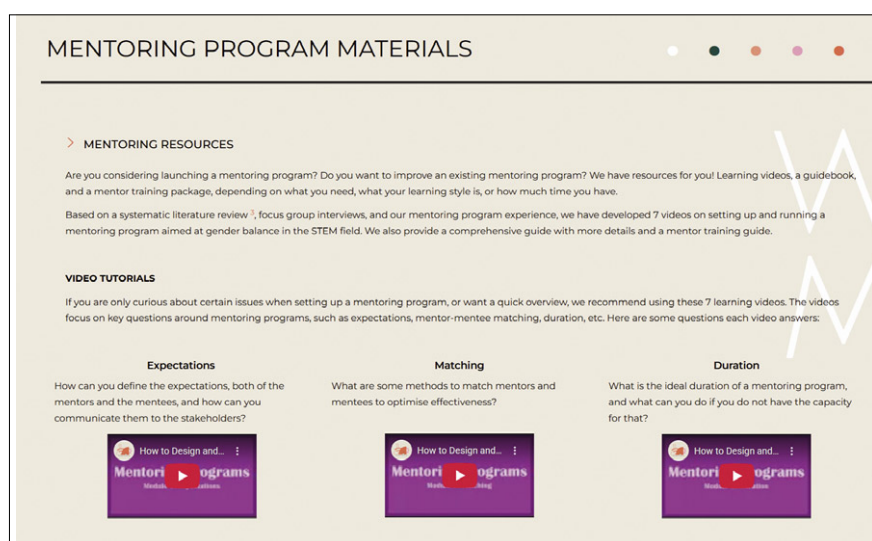 MENTORING PROGRAM MATERIALS
> MENTORING RESOURCES
Are you considering launching a mentoring program? Do you want to improve an existing mentoring program? We have resources for you! Learning videos, a guidebook,
and a mentor training package, depending on what you need, what your learning style is, or how much time you have.
Based on a systematic literature review 3, focus group interviews, and our mentoring program experience, we have developed 7 videos on setting up and running a
mentoring program aimed at gender balance in the STEM field. We also provide a comprehensive guide with more details and a mentor training guide.
VIDEO TUTORIALS
If you are only curious about certain issues when setting up a mentoring program, or want a quick overview, we recommend using these 7 learning videos. The videos
focus on key questions around mentoring programs, such as expectations, mentor-mentee matching, duration, etc. Here are some questions each video answers:
Expectations
How can you define the expectations, both of the
mentors and the mentees, and how can you
communicate them to the stakeholders?
How to Design and...
Mentori ograms
Matching
What are some methods to match mentors and
mentees to optimise effectiveness?
How to Design and...
Mentori ograms
Duration
What is the ideal duration of a mentoring program,
and what can you do if you do not have the capacity
for that?
How to Design and...
Mentori ograms